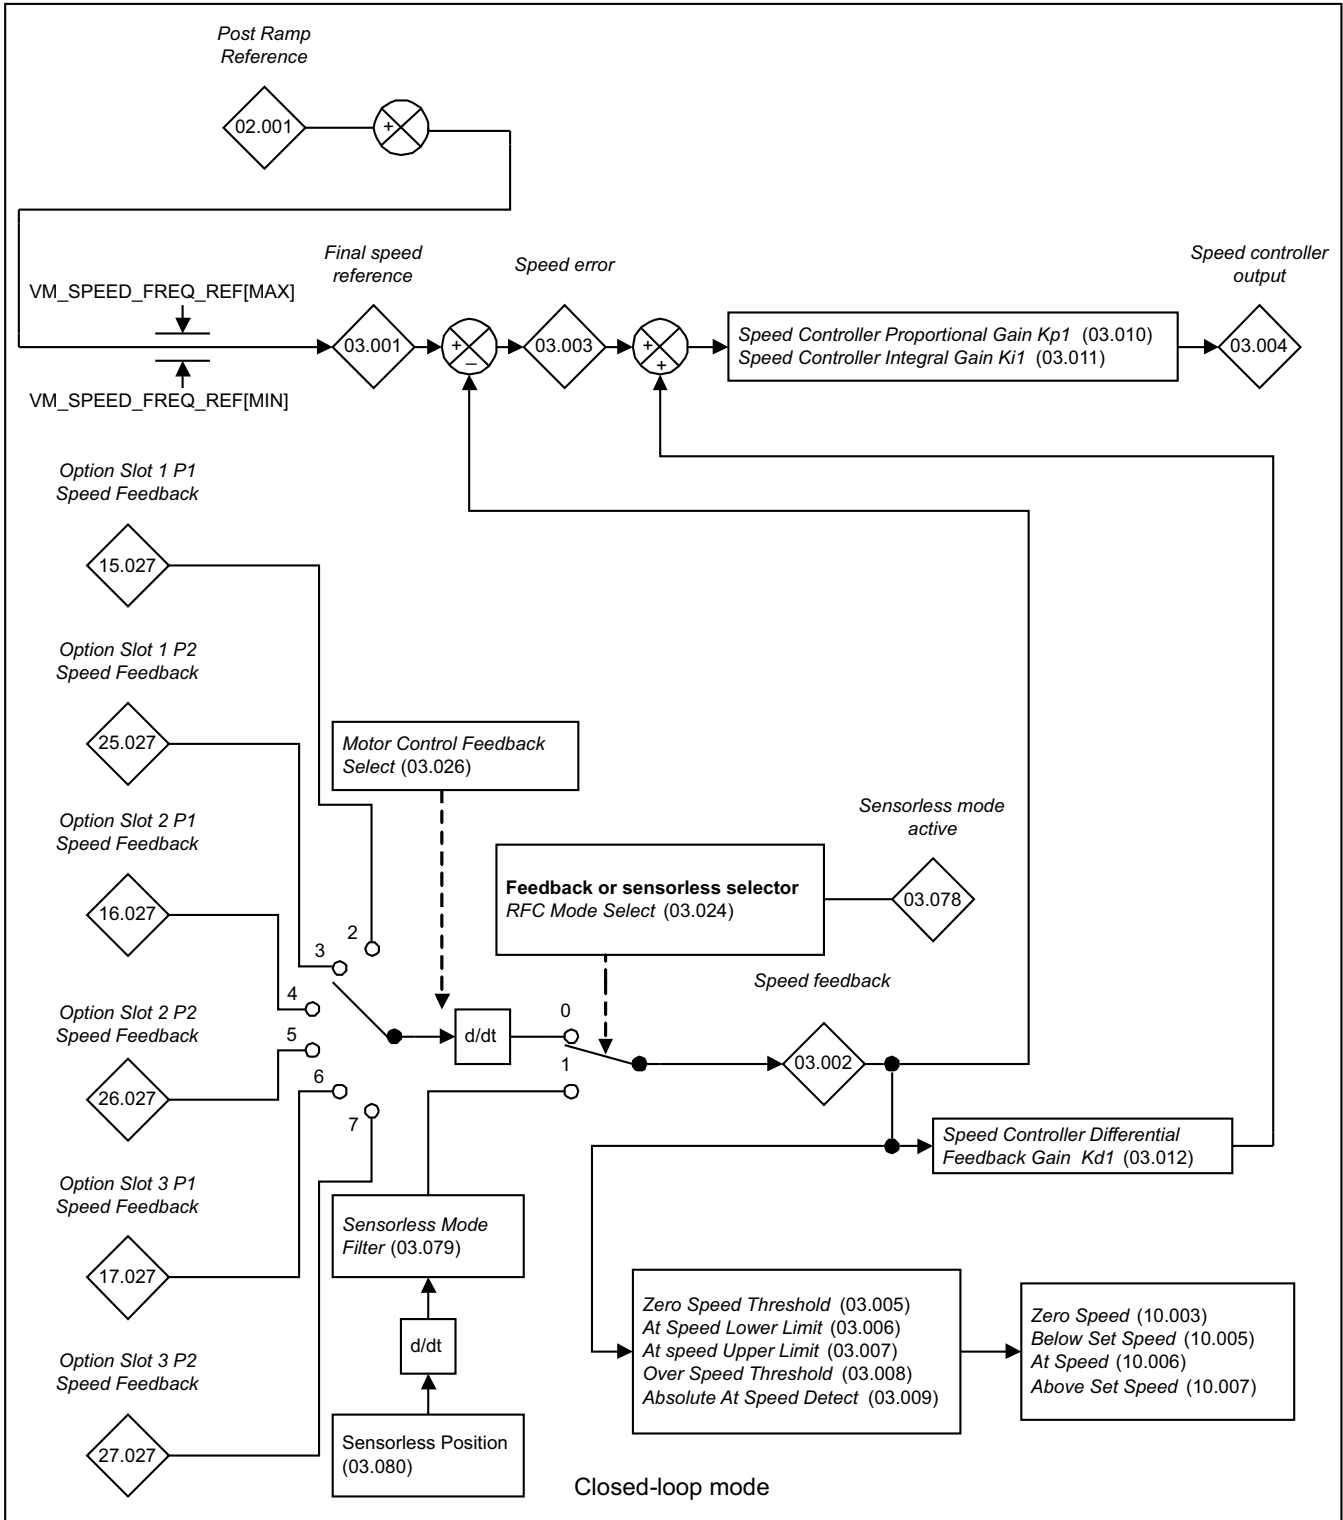 Post Ramp
Reference
02.001
+
Final speed
reference
Speed error
Speed controller
output
VM_SPEED_FREQ_REF[MAX]
03.001
+
–
03.003
+
+
Speed Controller Proportional Gain Kp1 (03.010)
Speed Controller Integral Gain Ki1 (03.011)
03.004
VM_SPEED_FREQ_REF[MIN]
Option Slot 1 P1
Speed Feedback
15.027
Option Slot 1 P2
Speed Feedback
25.027
Motor Control Feedback
Select (03.026)
Option Slot 2 P1
Speed Feedback
16.027
Sensorless mode
active
Feedback or sensorless selector
RFC Mode Select (03.024)
03.078
2
3
4
5
6
7
Speed feedback
Option Slot 2 P2
Speed Feedback
26.027
d/dt
0
1
03.002
Speed Controller Differential
Feedback Gain Kd1 (03.012)
Option Slot 3 P1
Speed Feedback
17.027
Sensorless Mode
Filter (03.079)
d/dt
Sensorless Position
(03.080)
Option Slot 3 P2
Speed Feedback
27.027
Zero Speed Threshold (03.005)
At Speed Lower Limit (03.006)
At speed Upper Limit (03.007)
Over Speed Threshold (03.008)
Absolute At Speed Detect (03.009)
Zero Speed (10.003)
Below Set Speed (10.005)
At Speed (10.006)
Above Set Speed (10.007)
Closed-loop mode